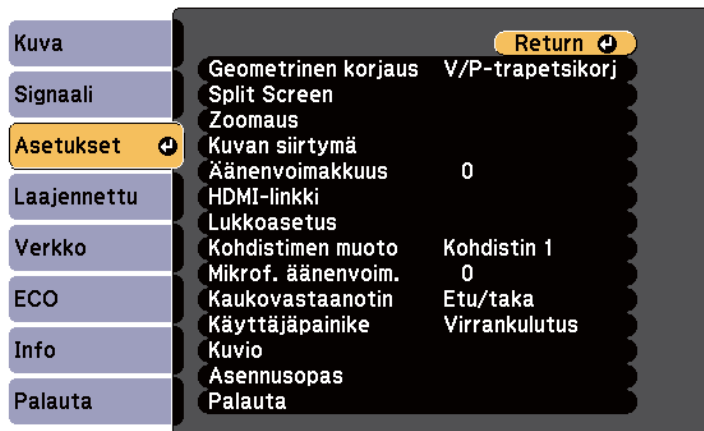 Kuva
Signaali
Asetukset
Laajennettu
Verkko
ECO
Info
Palauta
Return
Geometrinen korjaus V/P-trapetsikorj
Split Screen
Zoomaus
Kuvan siirtymä
Äänenvoimakkuus 0
HDMI-linkki
Lukkoasetus
Kohdistimen muoto Kohdistin 1
Mikrof. äänenvoim. 0
Kaukovastaanotin Etu/taka
Käyttäjäpainike Virrankulutus
Kuvio
Asennusopas
Palauta